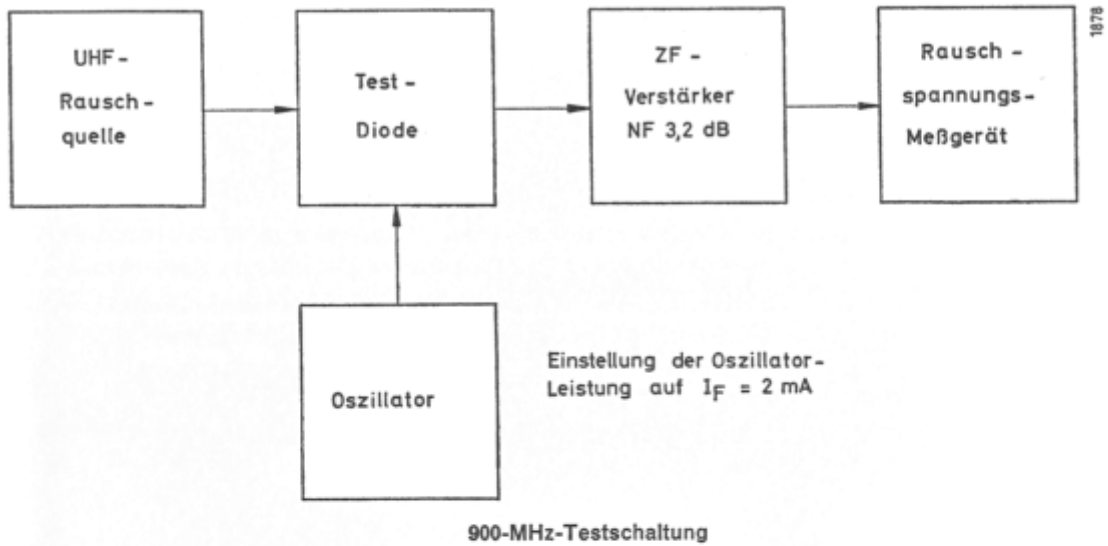 UHF -
Rausch -
quelle
Test -
Diode
ZF -
Verstärker
NF 3,2 dB
Rausch -
spannungs-
Meßgerät
1878
Oszillator
Einstellung der Oszillator-
Leistung auf IF = 2 mA
900-MHz-Testschaltung